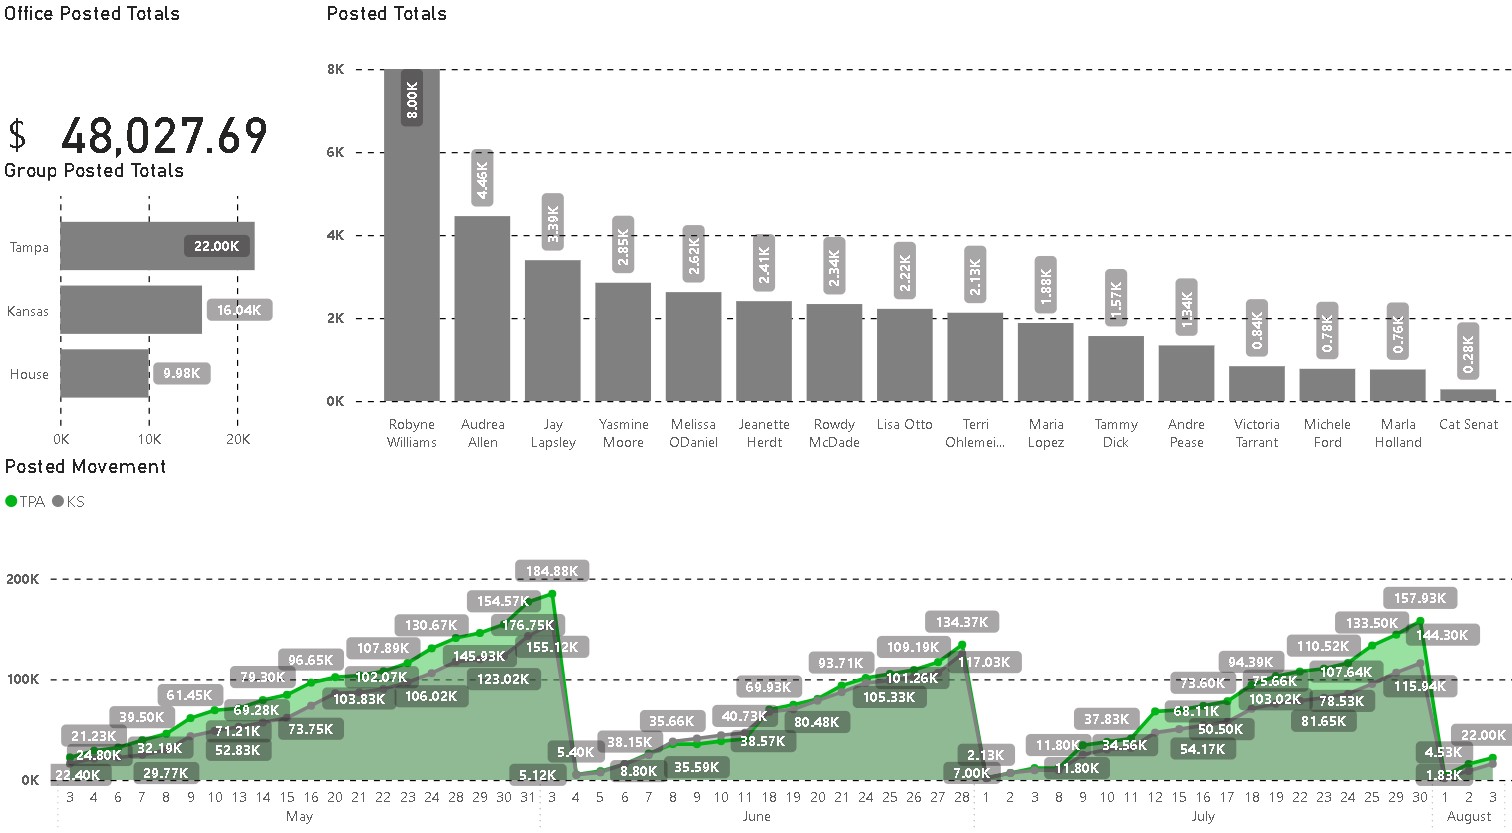 Office Posted Totals
$ 48,027.69
Group Posted Totals
Tampa 22.00K
Kansas 16.04K
House 9.98K
0K 10K 20K
Posted Totals
8K
6K
4K
2K
0K
8.00K 4.46K 3.39K 2.85K 2.62K 2.41K 2.34K 2.22K 2.13K 1.88K 1.57K 1.34K 0.84K 0.78K 0.76K 0.28K
Robyne Audrea Jay Yasmine Melissa Jeanette Rowdy Lisa Otto Terri Maria Tammy Andre Victoria Michele Marla Cat Senat
Williams Allen Lapsley Moore ODaniel Herdt McDade Ohlemei... Lopez Dick Pease Tarrant Ford Holland
Posted Movement
TPA KS
200K
100K
0K
22.40K 21.23K 24.80K 39.50K 32.19K 29.77K 61.45K 71.21K 52.83K 79.30K 69.28K 96.65K 73.75K 107.89K 102.07K 103.83K 130.67K 106.02K 145.93K 154.57K 123.02K 176.75K 184.88K 155.12K
5.40K 5.12K 38.15K 8.80K 35.66K 35.59K 40.73K 38.57K 69.93K 80.48K 93.71K 101.26K 105.33K 109.19K 134.37K 117.03K
2.13K 7.00K 11.80K 11.80K 37.83K 34.56K 68.11K 54.17K 73.60K 50.50K 94.39K 75.66K 103.02K 110.52K 107.64K 81.65K 78.53K 133.50K 157.93K 144.30K 115.94K
4.53K 1.83K 22.00K
3 4 6 7 8 9 10 13 14 15 16 20 21 22 23 24 28 29 30 31 3 4 5 6 7 8 9 10 11 18 19 20 21 24 25 26 27 28 1 2 3 8 9 10 11 12 15 16 17 18 19 22 23 24 25 29 30 1 2 3
May June July August